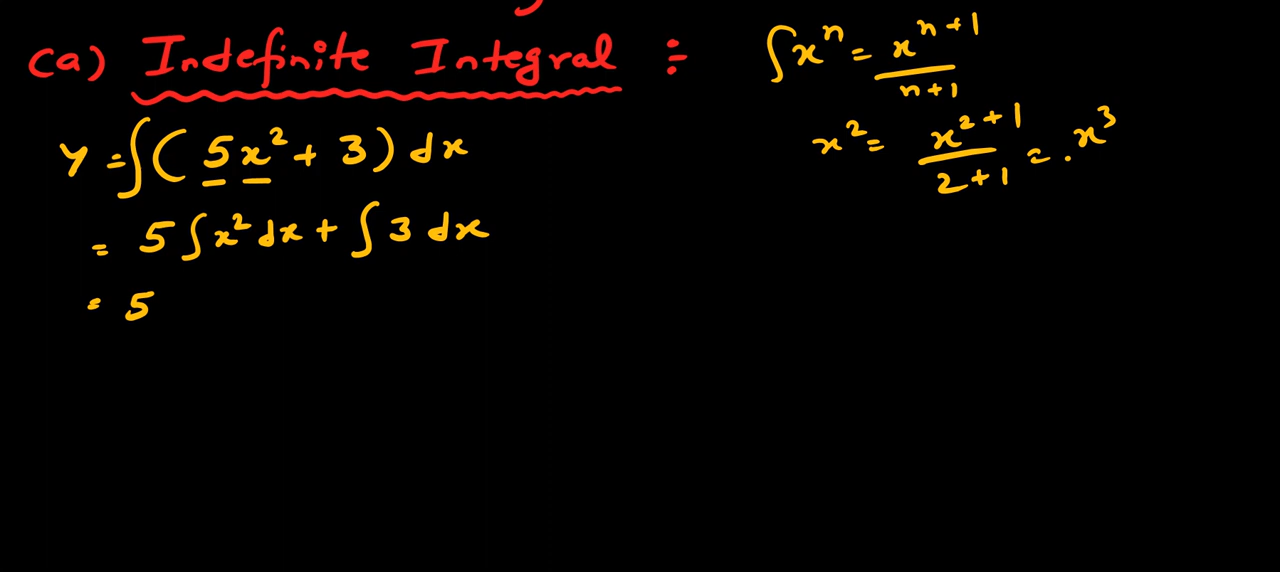 (a) Indefinite Integral ÷
y = ∫(5x² + 3) dx
= 5∫x² dx + ∫3 dx
= 5
∫xⁿ = xⁿ⁺¹/n+1
x² = x²⁺¹/2+1 = .x³